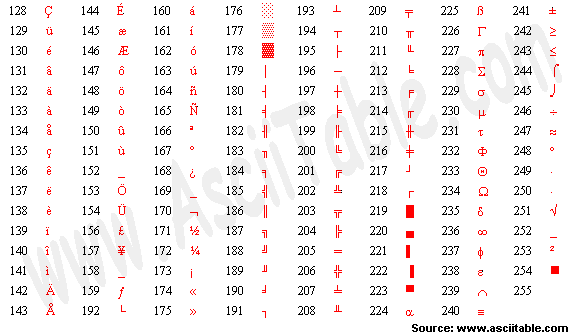 128 Ç 144 É 160 á 176 ░ 193 ┴ 209 ╤ 225 ß 241 ±
129 ü 145 æ 161 í 177 ▒ 194 ┬ 210 ╥ 226 Γ 242 ≥
130 é 146 Æ 162 ó 178 ▓ 195 ├ 211 ╙ 227 π 243 ≤
131 â 147 ô 163 ú 179 │ 196 ─ 212 ╘ 228 Σ 244 ⌠
132 ä 148 ö 164 ñ 180 ┤ 197 ┼ 213 ╒ 229 σ 245 ⌡
133 à 149 ò 165 Ñ 181 ╡ 198 ╞ 214 ╓ 230 µ 246 ÷
134 å 150 û 166 ª 182 ╢ 199 ╟ 215 ╫ 231 τ 247 ≈
135 ç 151 ù 167 º 183 ╖ 200 ╚ 216 ╪ 232 Φ 248 °
136 ê 152 _ 168 ¿ 184 ╕ 201 ╔ 217 ┘ 233 Θ 249 .
137 ë 153 Ö 169 _ 185 ╣ 202 ╩ 218 ┌ 234 Ω 250 .
138 è 154 Ü 170 ¬ 186 ║ 203 ╦ 219 █ 235 δ 251 √
139 ï 156 £ 171 ½ 187 ╗ 204 ╠ 220 ▄ 236 ∞ 252 _
140 î 157 ¥ 172 ¼ 188 ╝ 205 ═ 221 ▌ 237 φ 253 ²
141 ì 158 _ 173 ¡ 189 ╜ 206 ╬ 222 ▐ 238 ε 254 ■
142 Ä 159 ƒ 174 « 190 ╛ 207 ╧ 223 ▀ 239 ∩ 255
143 Å 192 └ 175 » 191 ┐ 208 ╨ 224 α 240 ≡
www.AsciiTable.com
Source: www.asciitable.com